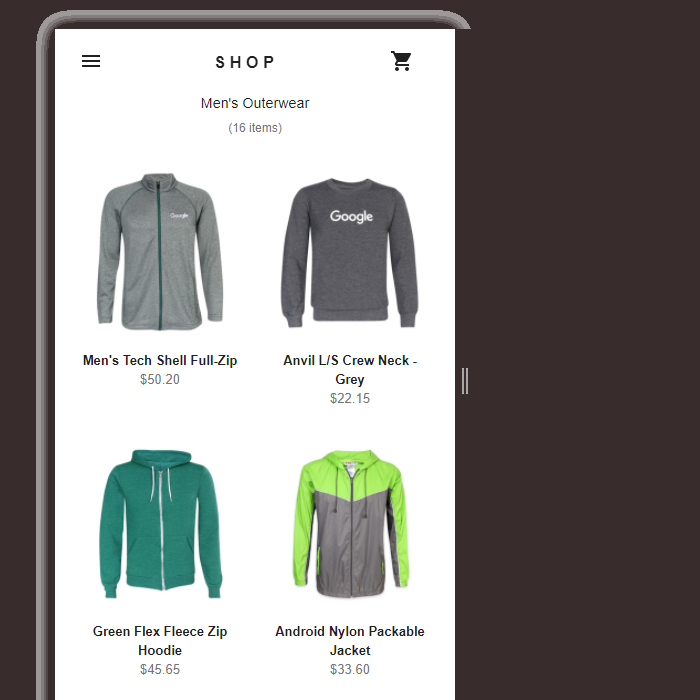 SHOP
Men's Outerwear
(16 items)
Google
Google
Men's Tech Shell Full-Zip
$50.20
Anvil L/S Crew Neck -
Grey
$22.15
Green Flex Fleece Zip
Hoodie
$45.65
Android Nylon Packable
Jacket
$33.60